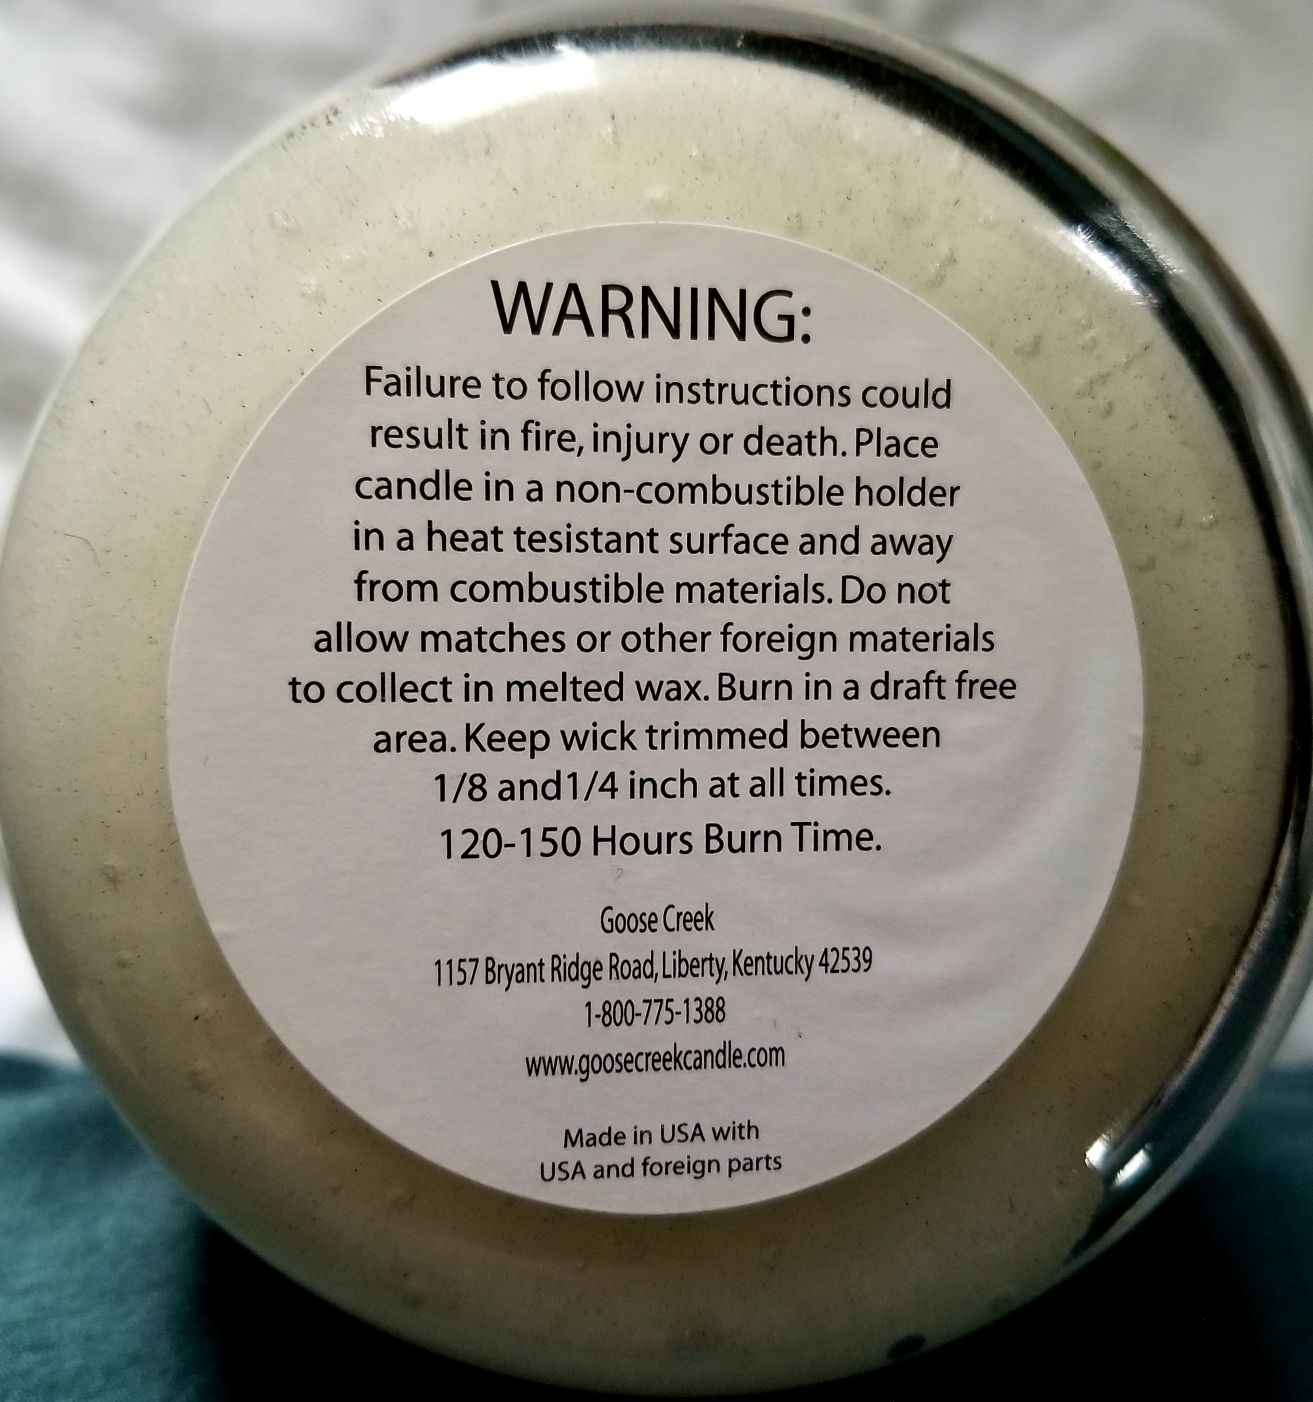 WARNING:
Failure to follow instructions could
result in fire, injury or death. Place
candle in a non-combustible holder
in a heat tesistant surface and away
from combustible materials. Do not
allow matches or other foreign materials
to collect in melted wax. Burn in a draft free
area. Keep wick trimmed between
1/8 and1/4 inch at all times.
120-150 Hours Burn Time.
Goose Creek
1157 Bryant Ridge Road, Liberty, Kentucky 42539
1-800-775-1388
www.goosecreekcandle.com
Made in USA with
USA and foreign parts